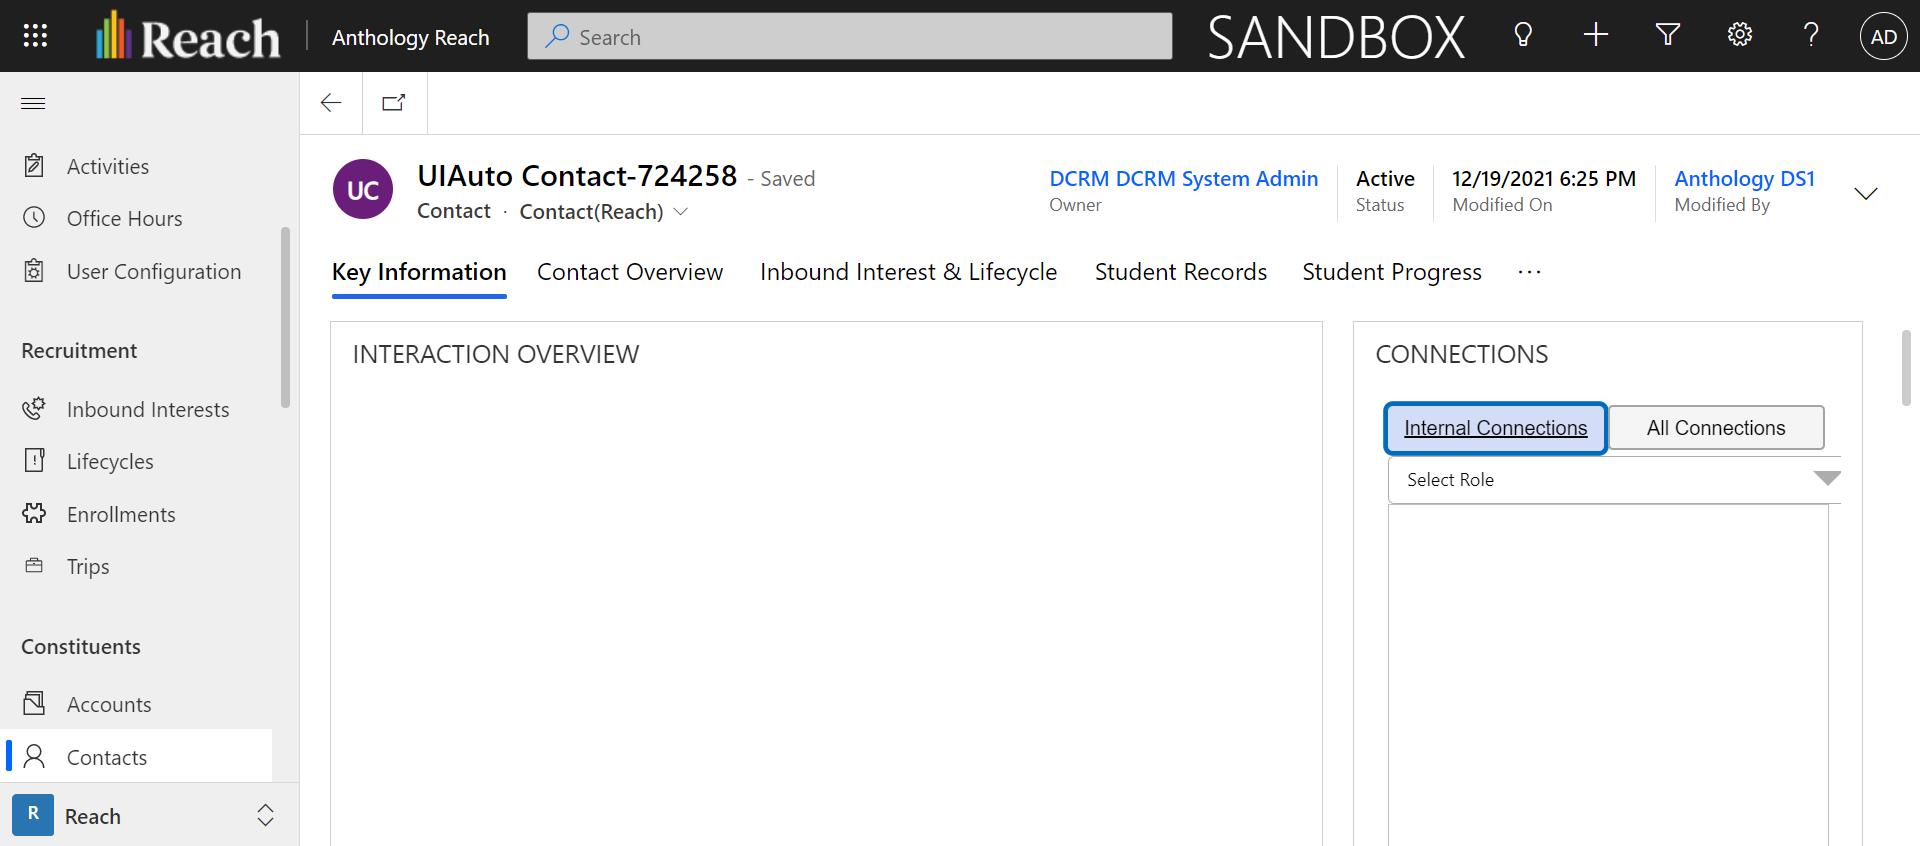 Reach
Anthology Reach
Search
SANDBOX
AD
Activities
Office Hours
User Configuration
Recruitment
Inbound Interests
Lifecycles
Enrollments
Trips
Constituents
Accounts
Contacts
R
Reach
UC
UIAuto Contact-724258 - Saved
Contact · Contact(Reach)
DCRM DCRM System Admin
Owner
Active
Status
12/19/2021 6:25 PM
Modified On
Anthology DS1
Modified By
Key Information
Contact Overview
Inbound Interest & Lifecycle
Student Records
Student Progress
...
INTERACTION OVERVIEW
CONNECTIONS
Internal Connections
All Connections
Select Role